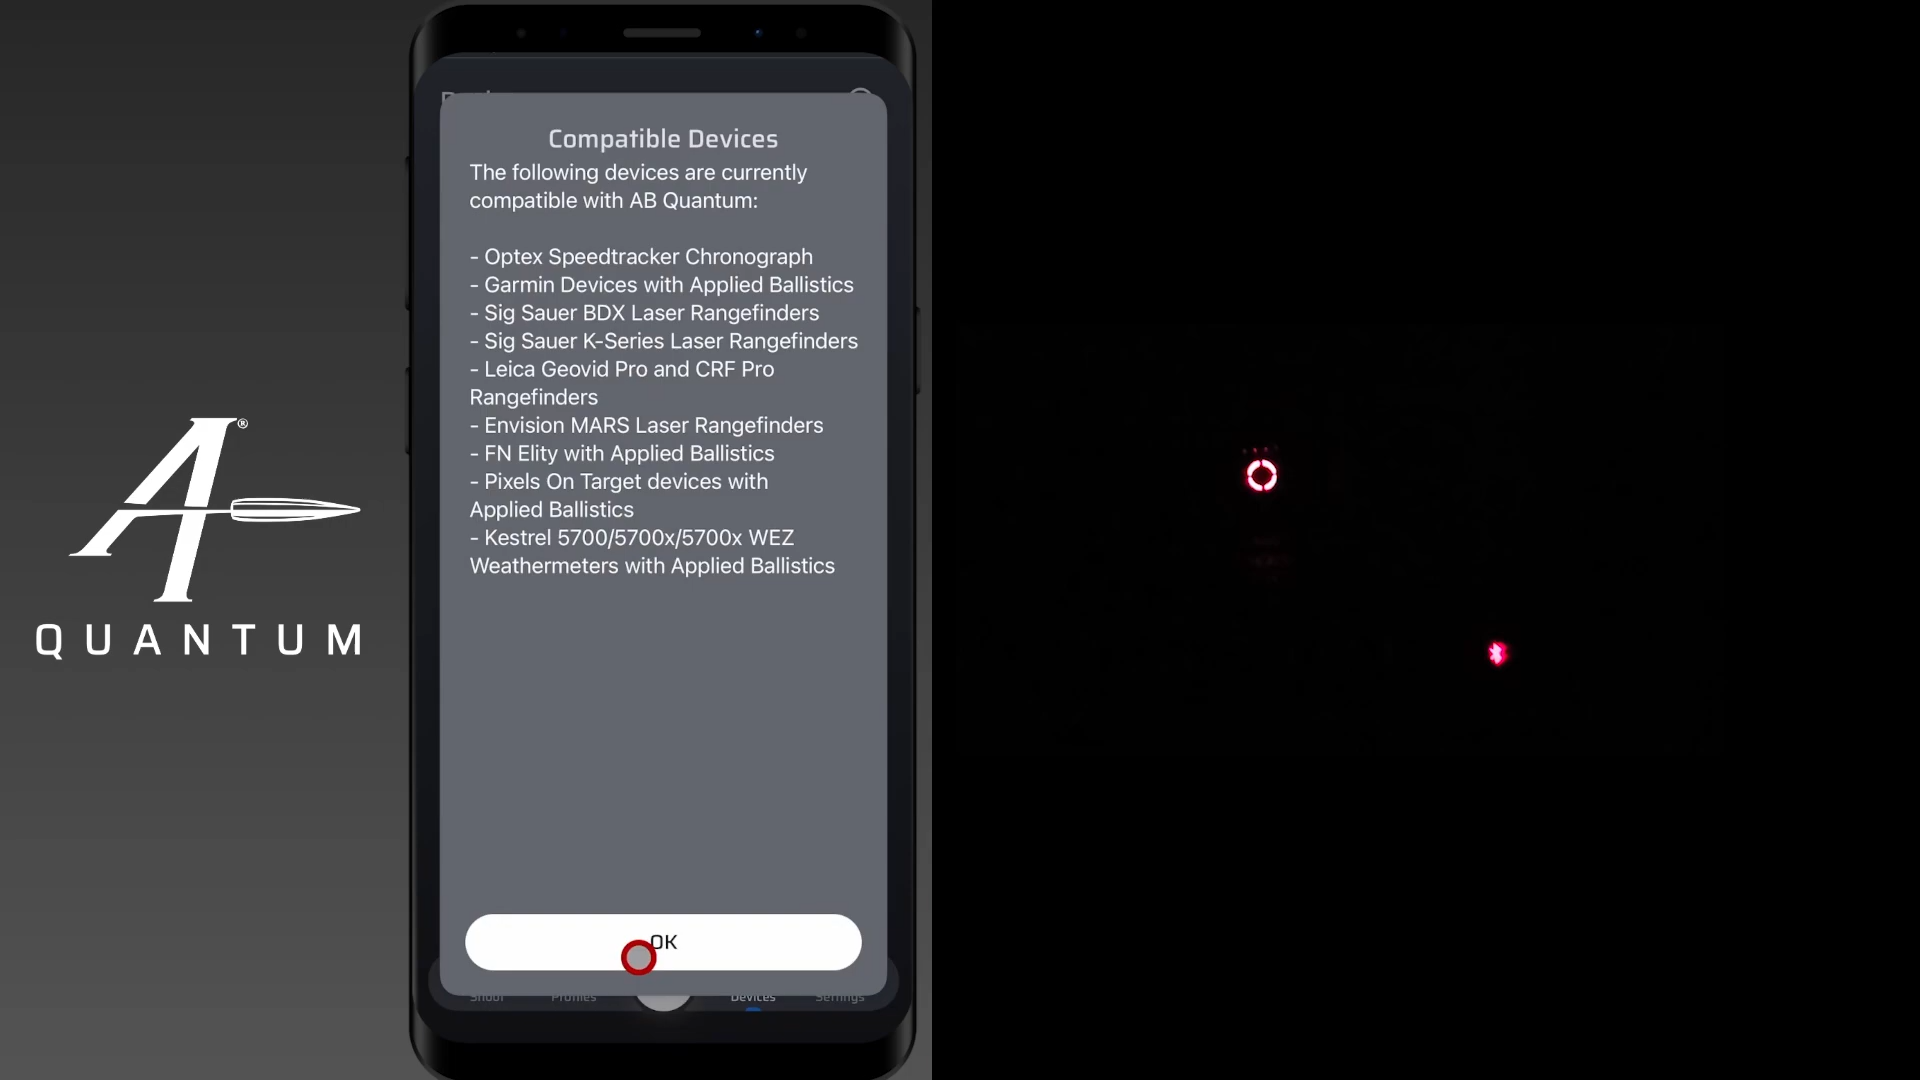 Compatible Devices
The following devices are currently
compatible with AB Quantum:
- Optex Speedtracker Chronograph
- Garmin Devices with Applied Ballistics
- Sig Sauer BDX Laser Rangefinders
- Sig Sauer K-Series Laser Rangefinders
- Leica Geovid Pro and CRF Pro
Rangefinders
- Envision MARS Laser Rangefinders
- FN Elity with Applied Ballistics
- Pixels On Target devices with
Applied Ballistics
- Kestrel 5700/5700x/5700x WEZ
Weathermeters with Applied Ballistics
OK
Shoot Profiles Devices Settings
A®
QUANTUM